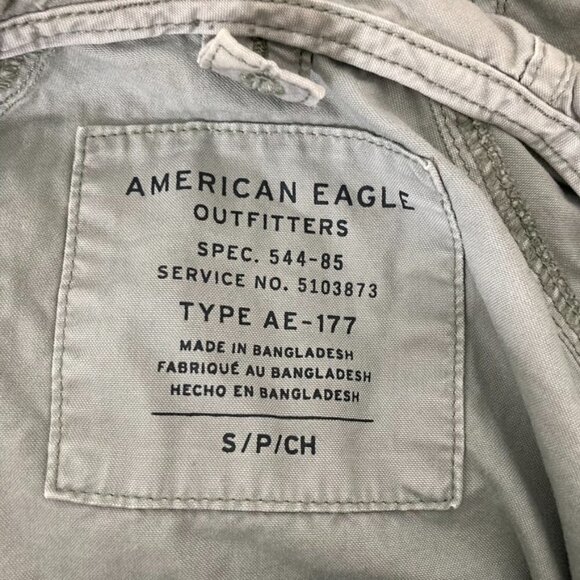 AMERICAN EAGLE
OUTFITTERS
SPEC. 544-85
SERVICE NO. 5103873
TYPE AE-177
MADE IN BANGLADESH
FABRIQUÉ AU BANGLADESH
HECHO EN BANGLADESH
S/P/CH